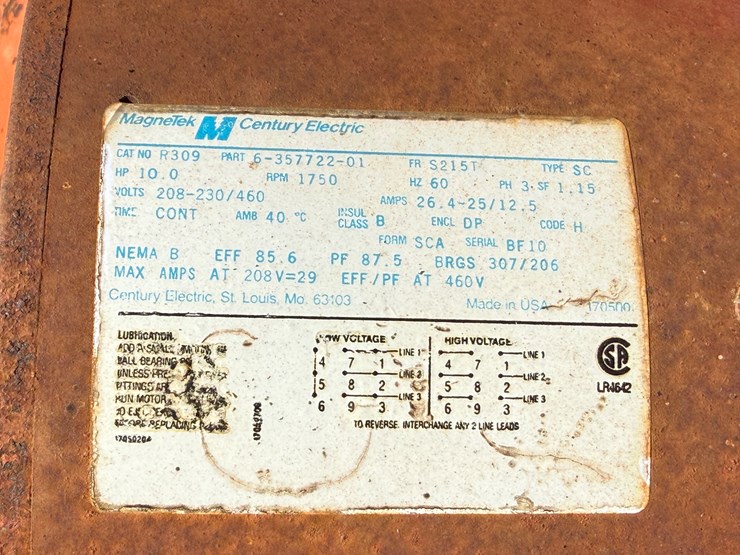 MagneTek M Century Electric
CAT NO R309 PART 6-357722-01 FR S215T TYPE SC
HP 10.0 RPM 1750 HZ 60 PH 3 SF 1.15
VOLTS 208-230/460 AMPS 26.4-25/12.5
TIME CONT AMB 40 °C INSUL CLASS B ENCL DP CODE H
FORM SCA SERIAL BF10
NEMA B EFF 85.6 PF 87.5 BRGS 307/206
MAX AMPS AT 208V=29 EFF/PF AT 460V
Century Electric, St. Louis, Mo. 63103 Made in USA 170500
LUBRICATION
ADD A SMALL
BALL BEARING
UNLESS
FITTINGS ARE
RUN MOTOR
REPLACING
17050204
LOW VOLTAGE
4 7 1 LINE 1
5 8 2 LINE 2
6 9 3 LINE 3
HIGH VOLTAGE
4 7 1 LINE 1
5 8 2 LINE 2
6 9 3 LINE 3
TO REVERSE INTERCHANGE ANY 2 LINE LEADS
SA
LR4642